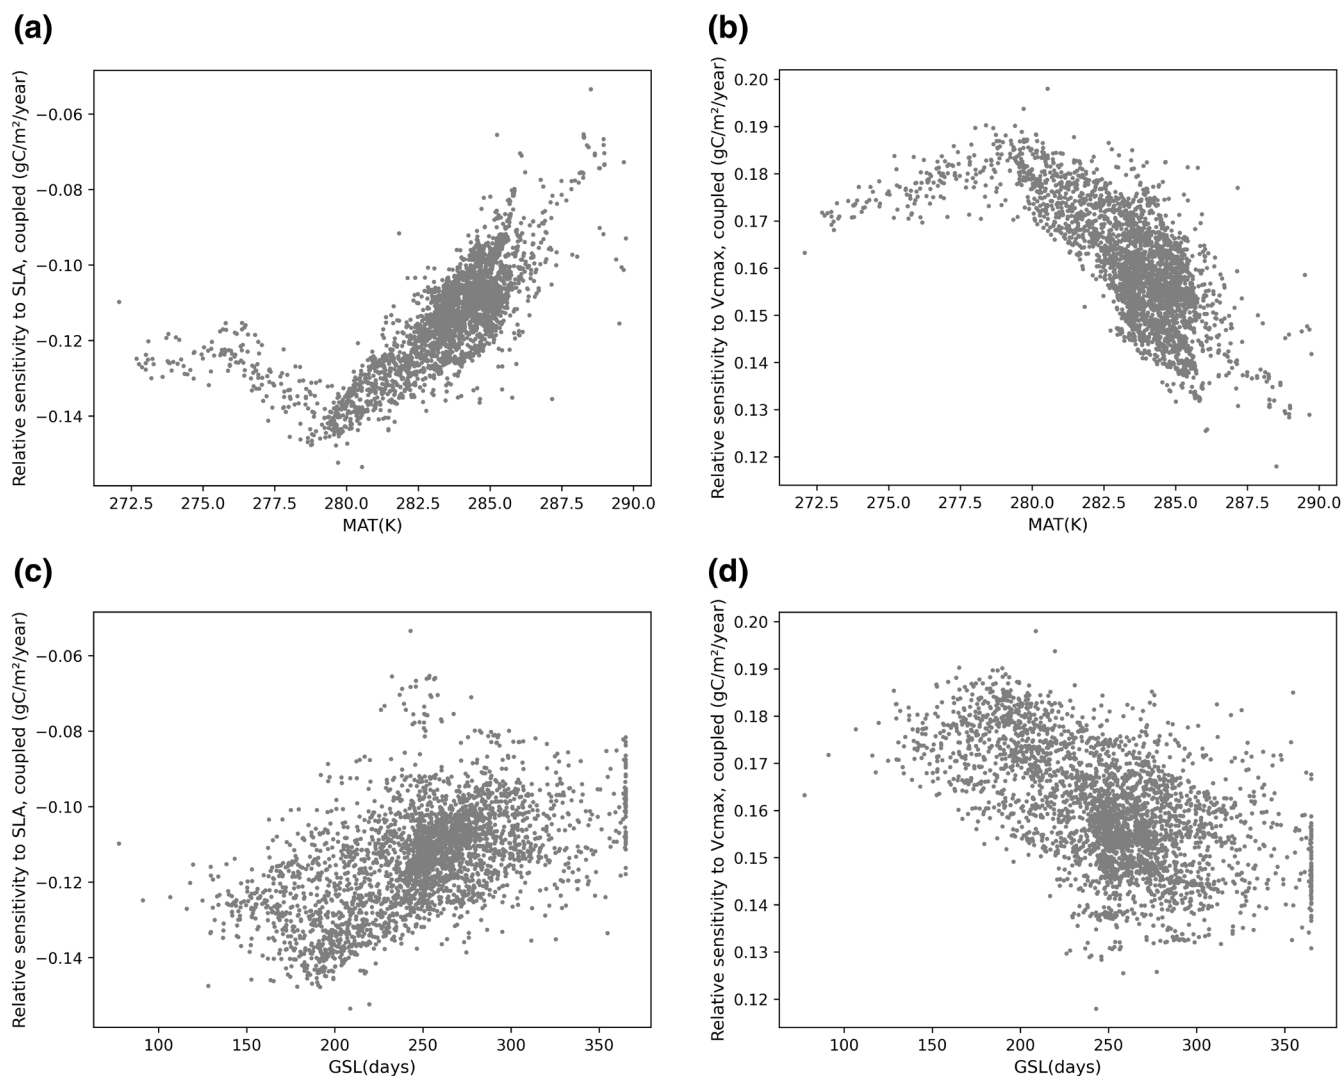 (a)
(b)
Relative sensitivity to SLA, coupled (gC/m²/year)
−0.06
−0.08
−0.10
−0.12
−0.14
272.5 275.0 277.5 280.0 282.5 285.0 287.5 290.0
MAT(K)
Relative sensitivity to Vcmax, coupled (gC/m²/year)
0.20
0.19
0.18
0.17
0.16
0.15
0.14
0.13
0.12
272.5 275.0 277.5 280.0 282.5 285.0 287.5 290.0
MAT(K)
(c)
(d)
Relative sensitivity to SLA, coupled (gC/m²/year)
−0.06
−0.08
−0.10
−0.12
−0.14
100 150 200 250 300 350
GSL(days)
Relative sensitivity to Vcmax, coupled (gC/m²/year)
0.20
0.19
0.18
0.17
0.16
0.15
0.14
0.13
0.12
100 150 200 250 300 350
GSL(days)